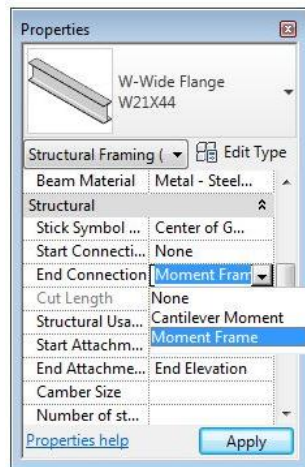 Properties
W-Wide Flange
W21X44
Structural Framing ( Edit Type
Beam Material Metal - Steel...
Structural
Stick Symbol ... Center of G...
Start Connecti... None
End Connection Moment Fram
Cut Length None
Structural Usa... Cantilever Moment
Start Attachm... Moment Frame
End Attachme... End Elevation
Camber Size
Number of st...
Properties help Apply